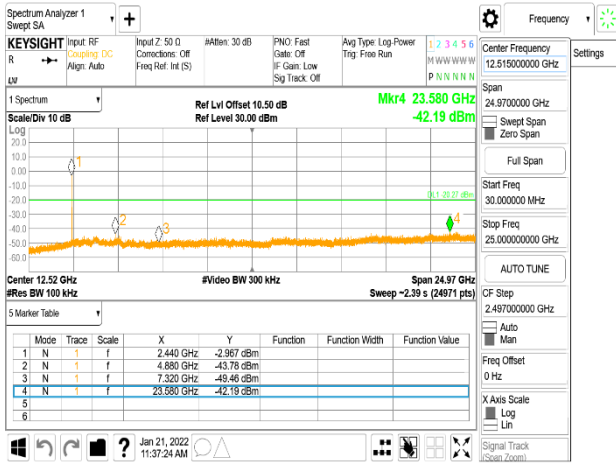 Spectrum Analyzer 1
Swept SA
+
Frequency
KEYSIGHT
R
Input: RF
Coupling: DC
Align: Auto
Input Z: 50 Ω
Corrections: Off
Freq Ref: Int (S)
#Atten: 30 dB
PNO: Fast
Gate: Off
IF Gain: Low
Sig Track: Off
Avg Type: Log-Power
Trig: Free Run
1 2 3 4 5 6
M W W W W W
P N N N N N
Center Frequency
12.515000000 GHz
Settings
Span
24.9700000 GHz
Swept Span
Zero Span
Full Span
Start Freq
30.000000 MHz
Stop Freq
25.000000000 GHz
AUTO TUNE
CF Step
2.497000000 GHz
Auto
Man
Freq Offset
0 Hz
X Axis Scale
Log
Lin
Signal Track
(Span Zoom)
1 Spectrum
Scale/Div 10 dB
Ref Lvl Offset 10.50 dB
Ref Level 30.00 dBm
Mkr4 23.580 GHz
-42.19 dBm
Log
20.0
10.0
0.00
-10.0
-20.0
-30.0
-40.0
-50.0
-60.0
1
2
3
4
DL1 -20.27 dBm
Center 12.52 GHz
#Res BW 100 kHz
#Video BW 300 kHz
Span 24.97 GHz
Sweep ~2.39 s (24971 pts)
5 Marker Table
Mode Trace Scale X Y Function Function Width Function Value
1 N 1 f 2.440 GHz -2.967 dBm
2 N 1 f 4.880 GHz -43.78 dBm
3 N 1 f 7.320 GHz -49.46 dBm
4 N 1 f 23.580 GHz -42.19 dBm
5
6
?
Jan 21, 2022
11:37:24 AM